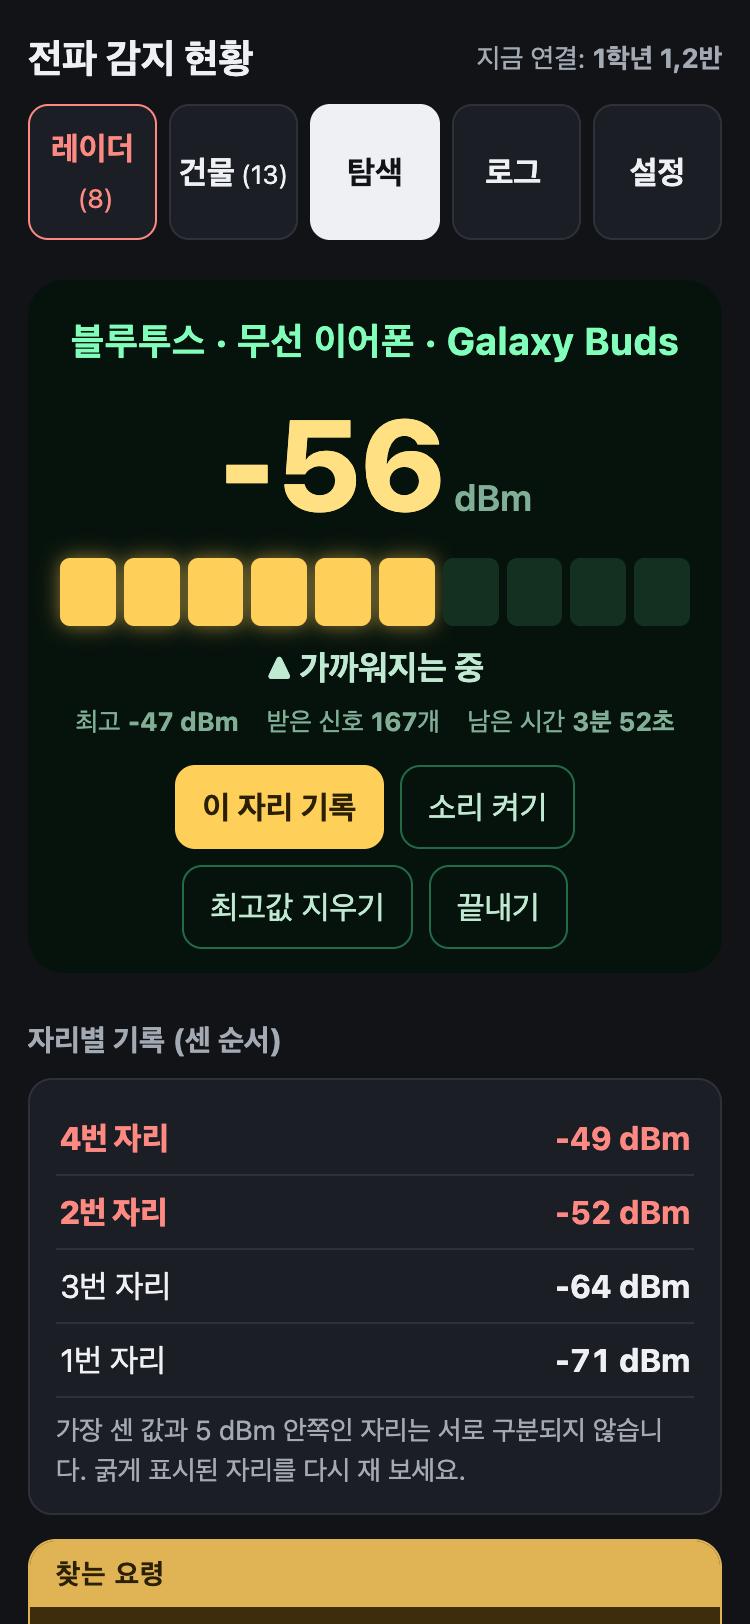 전파 감지 현황
지금 연결: 1학년 1,2반
레이더
(8)
건물 (13)
탐색
로그
설정
블루투스 · 무선 이어폰 · Galaxy Buds
-56 dBm
▲ 가까워지는 중
최고 -47 dBm 받은 신호 167개 남은 시간 3분 52초
이 자리 기록
소리 켜기
최고값 지우기
끝내기
자리별 기록 (센 순서)
4번 자리 -49 dBm
2번 자리 -52 dBm
3번 자리 -64 dBm
1번 자리 -71 dBm
가장 센 값과 5 dBm 안쪽인 자리는 서로 구분되지 않습니
다. 굵게 표시된 자리를 다시 재 보세요.
찾는 요령